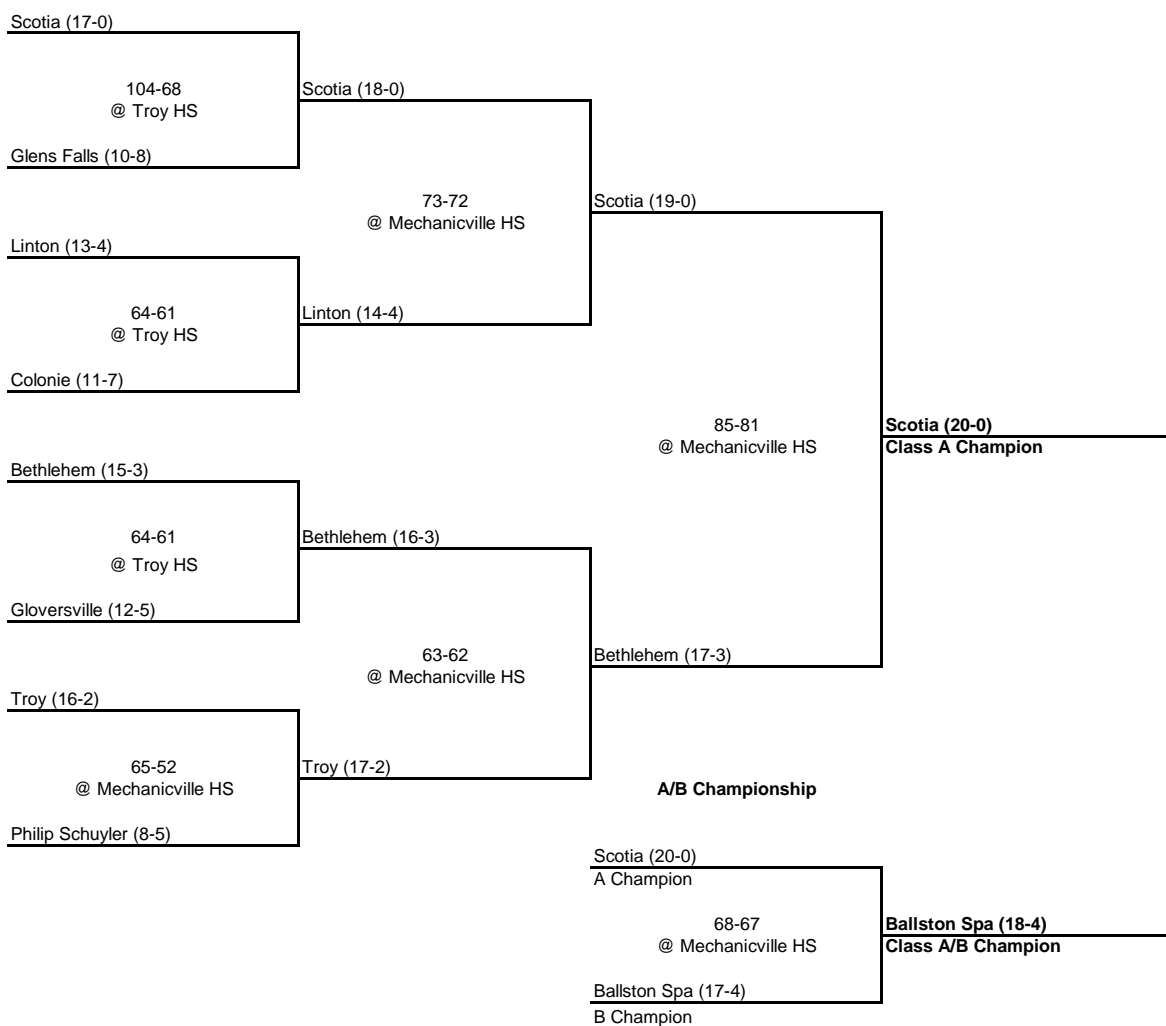 Scotia (17-0)
104-68
@ Troy HS
Scotia (18-0)
Glens Falls (10-8)
73-72
@ Mechanicville HS
Scotia (19-0)
Linton (13-4)
64-61
@ Troy HS
Linton (14-4)
Colonie (11-7)
85-81
@ Mechanicville HS
Scotia (20-0)
Class A Champion
Bethlehem (15-3)
64-61
@ Troy HS
Bethlehem (16-3)
Gloversville (12-5)
63-62
@ Mechanicville HS
Bethlehem (17-3)
Troy (16-2)
65-52
@ Mechanicville HS
Troy (17-2)
Philip Schuyler (8-5)
A/B Championship
Scotia (20-0)
A Champion
68-67
@ Mechanicville HS
Ballston Spa (18-4)
Class A/B Champion
Ballston Spa (17-4)
B Champion